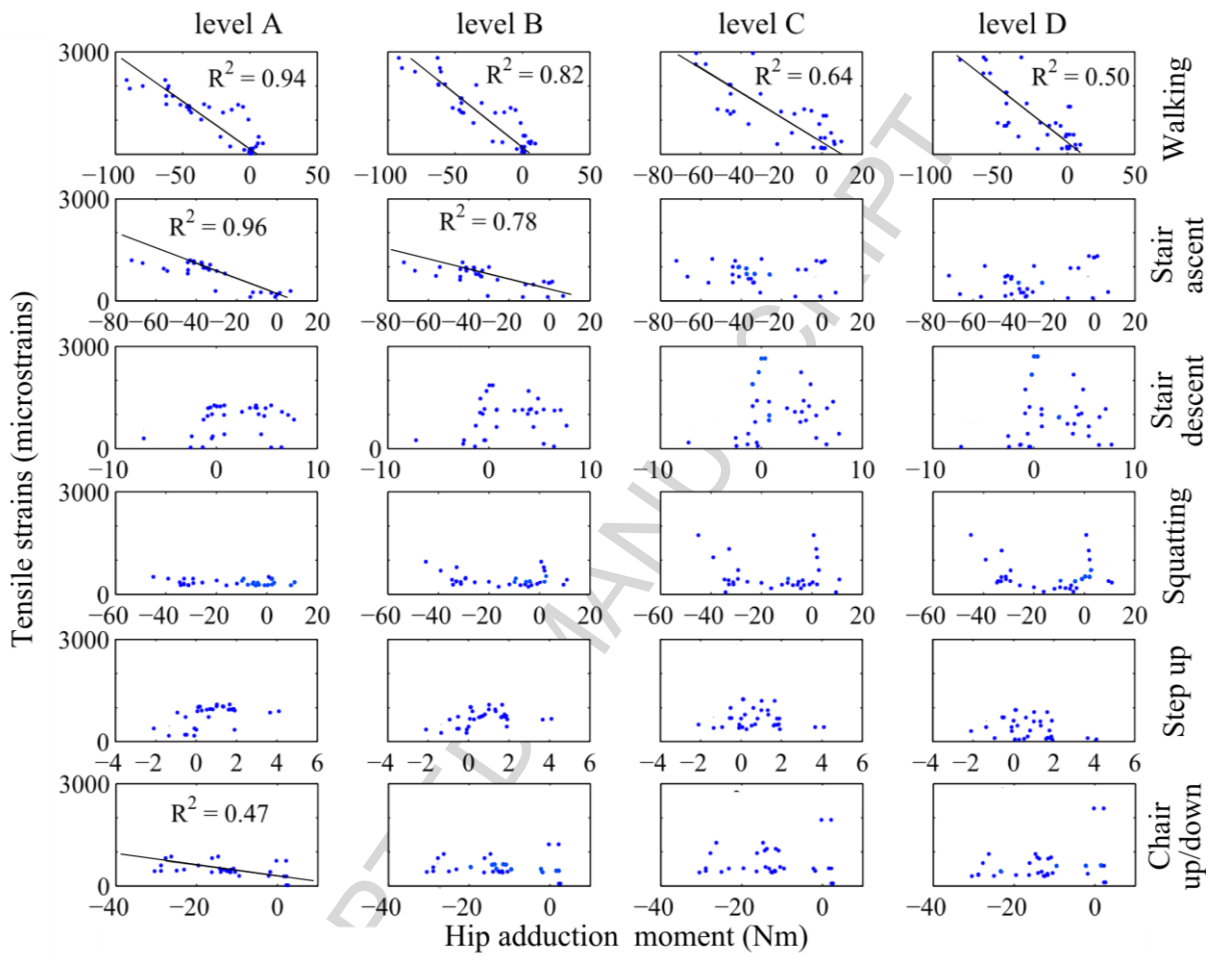 level A level B level C level D
3000
R² = 0.94 R² = 0.82 R² = 0.64 R² = 0.50
Walking
−100 −50 0 50 −100 −50 0 50 −80 −60 −40 −20 0 20 −100 −50 0 50
3000
R² = 0.96 R² = 0.78
Stair
ascent
0
−80 −60 −40 −20 0 20 −80 −60 −40 −20 0 20 −80 −60 −40 −20 0 20 −80 −60 −40 −20 0 20
3000
Stair
descent
0 0
−10 0 10 −10 0 10 −10 0 10 −10 0 10
3000
Squatting
0
−60 −40 −20 0 20 −60 −40 −20 0 20 −60 −40 −20 0 20 −60 −40 −20 0 20
3000
Step up
0
−4 −2 0 2 4 6 −4 −2 0 2 4 6 −4 −2 0 2 4 6 −4 −2 0 2 4 6
3000
R² = 0.47
Chair
up/down
0
−40 −20 0 −40 −20 0 −40 −20 0 −40 −20 0
Tensile strains (microstrains)
Hip adduction moment (Nm)